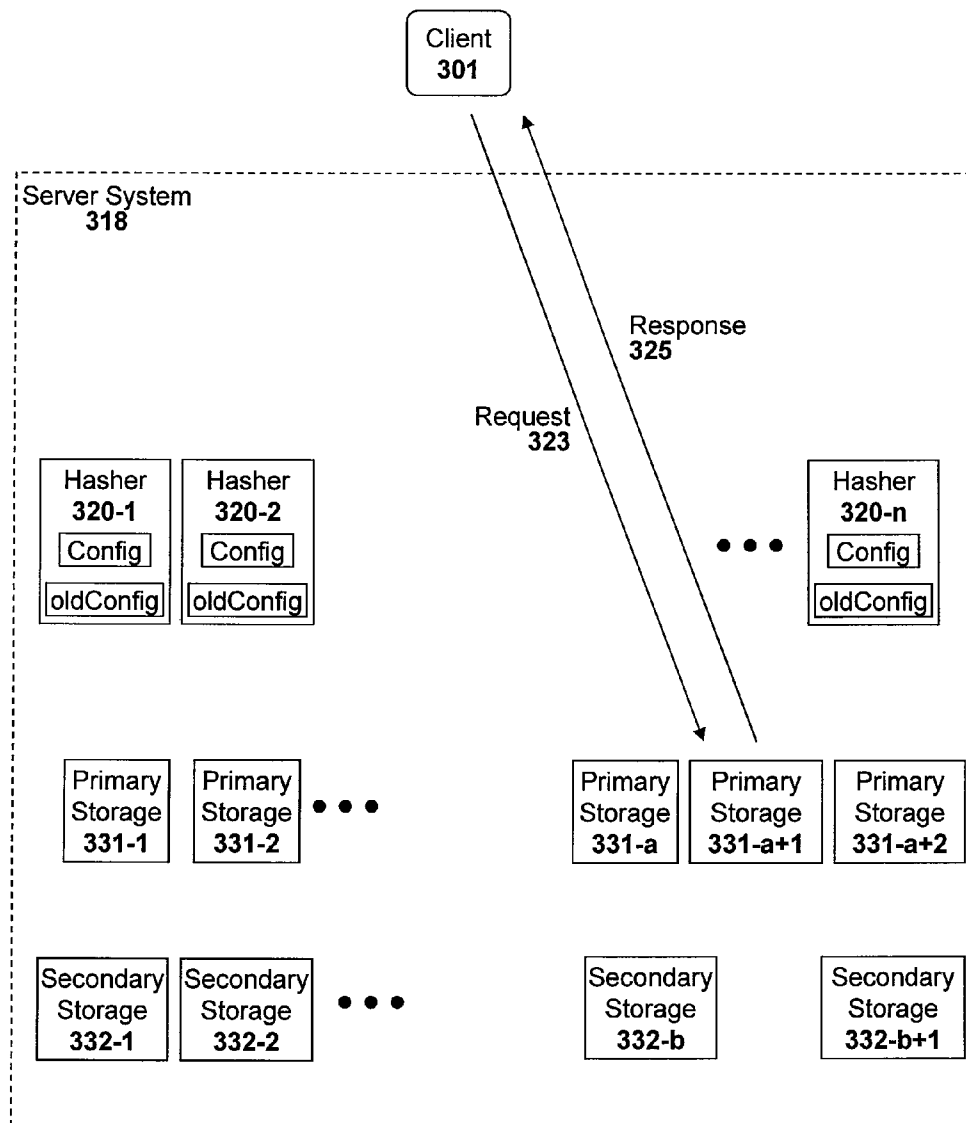 Client
301
Server System
318
Response
325
Request
323
Hasher
320-1
Config
oldConfig
Hasher
320-2
Config
oldConfig
Hasher
320-n
Config
oldConfig
Primary
Storage
331-1
Primary
Storage
331-2
Primary
Storage
331-a
Primary
Storage
331-a+1
Primary
Storage
331-a+2
Secondary
Storage
332-1
Secondary
Storage
332-2
Secondary
Storage
332-b
Secondary
Storage
332-b+1